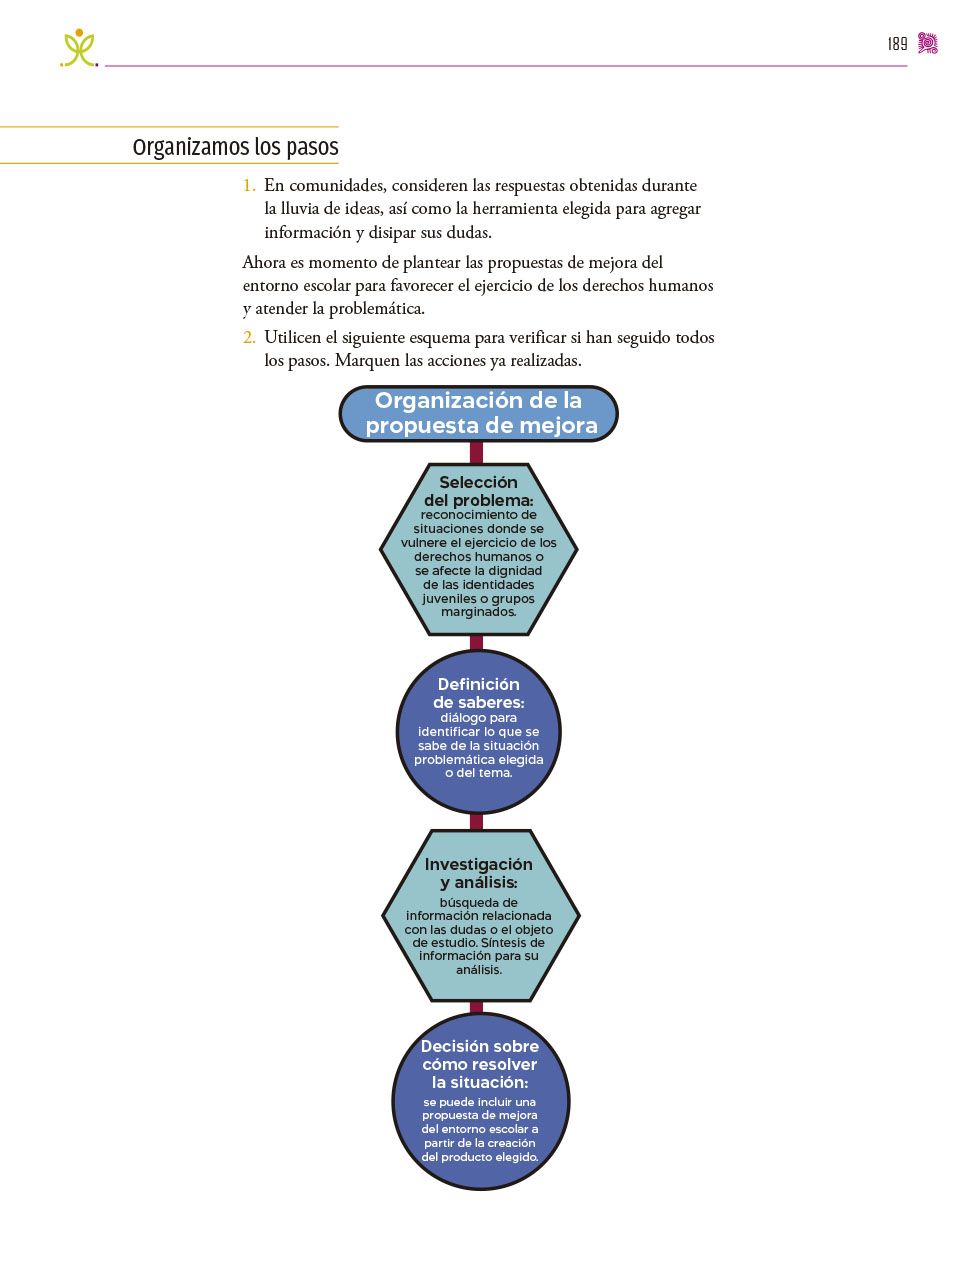 189
Organizamos los pasos
1. En comunidades, consideren las respuestas obtenidas durante
la lluvia de ideas, así como la herramienta elegida para agregar
información y disipar sus dudas.
Ahora es momento de plantear las propuestas de mejora del
entorno escolar para favorecer el ejercicio de los derechos humanos
y atender la problemática.
2. Utilicen el siguiente esquema para verificar si han seguido todos
los pasos. Marquen las acciones ya realizadas.
Organización de la
propuesta de mejora
Selección
del problema:
reconocimiento de
situaciones donde se
vulnere el ejercicio de los
derechos humanos o
se afecte la dignidad
de las identidades
juveniles o grupos
marginados.
Definición
de saberes:
diálogo para
identificar lo que se
sabe de la situación
problemática elegida
o del tema.
Investigación
y análisis:
búsqueda de
información relacionada
con las dudas o el objeto
de estudio. Síntesis de
información para su
análisis.
Decisión sobre
cómo resolver
la situación:
se puede incluir una
propuesta de mejora
del entorno escolar a
partir de la creación
del producto elegido.